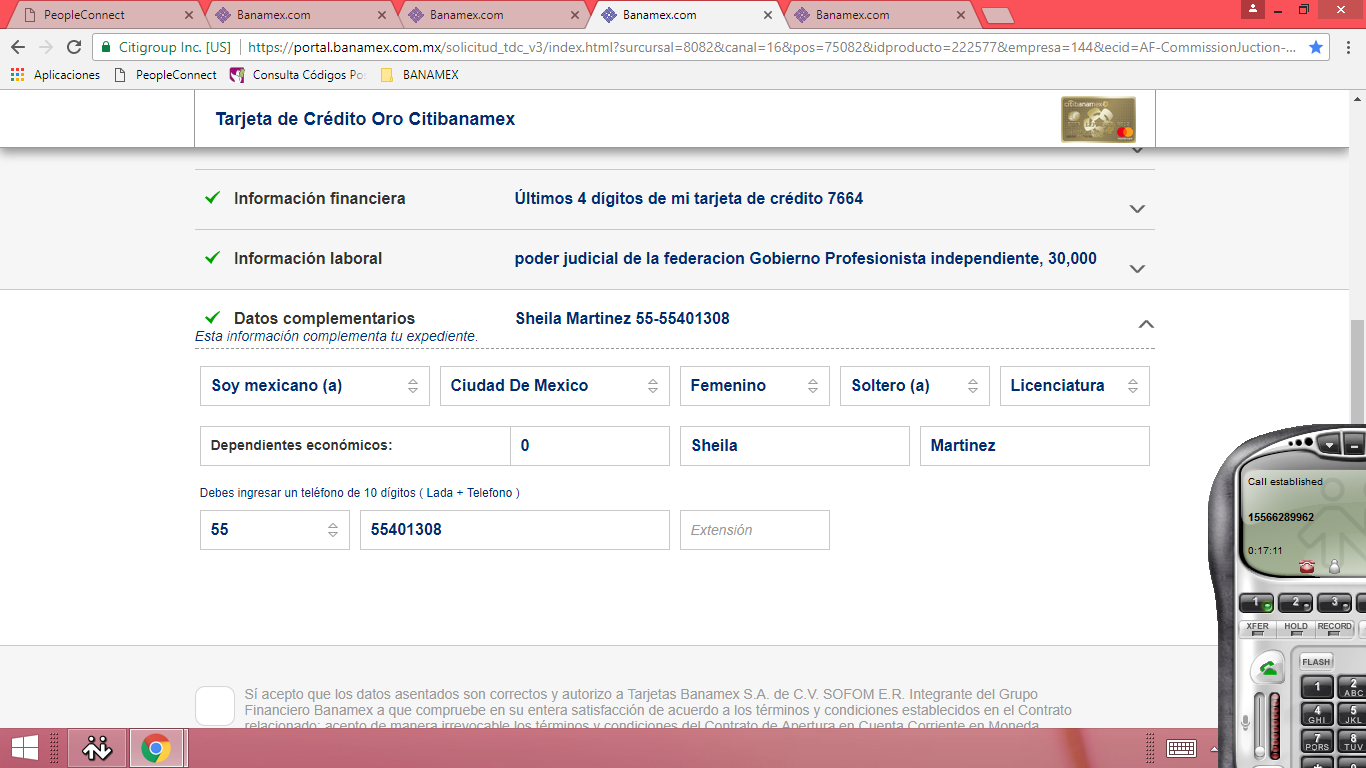 PeopleConnect
Banamex.com
Banamex.com
Banamex.com
Banamex.com
Citigroup Inc. [US]
https://portal.banamex.com.mx/solicitud_tdc_v3/index.html?surcursal=8082&canal=16&pos=75082&idproducto=222577&empresa=144&ecid=AF-CommissionJuction-...
Aplicaciones
PeopleConnect
Consulta Códigos Po
BANAMEX
Tarjeta de Crédito Oro Citibanamex
citibanamex
Información financiera
Últimos 4 dígitos de mi tarjeta de crédito 7664
Información laboral
poder judicial de la federacion Gobierno Profesionista independiente, 30,000
Datos complementarios
Sheila Martinez 55-55401308
Esta información complementa tu expediente.
Soy mexicano (a)
Ciudad De Mexico
Femenino
Soltero (a)
Licenciatura
Dependientes económicos:
0
Sheila
Martinez
Debes ingresar un teléfono de 10 dígitos ( Lada + Telefono )
55
55401308
Extensión
Sí acepto que los datos asentados son correctos y autorizo a Tarjetas Banamex S.A. de C.V. SOFOM E.R. Integrante del Grupo
Financiero Banamex a que compruebe en su entera satisfacción de acuerdo a los términos y condiciones establecidos en el Contrato
relacionado; acepto de manera irrevocable los términos y condiciones del Contrato de Apertura en Cuenta Corriente en Moneda
Call established
15566289962
0:17:11
1
2
3
XFER
HOLD
RECORD
FLASH
1
2
ABC
4
GHI
5
JKL
7
PQRS
8
TUV